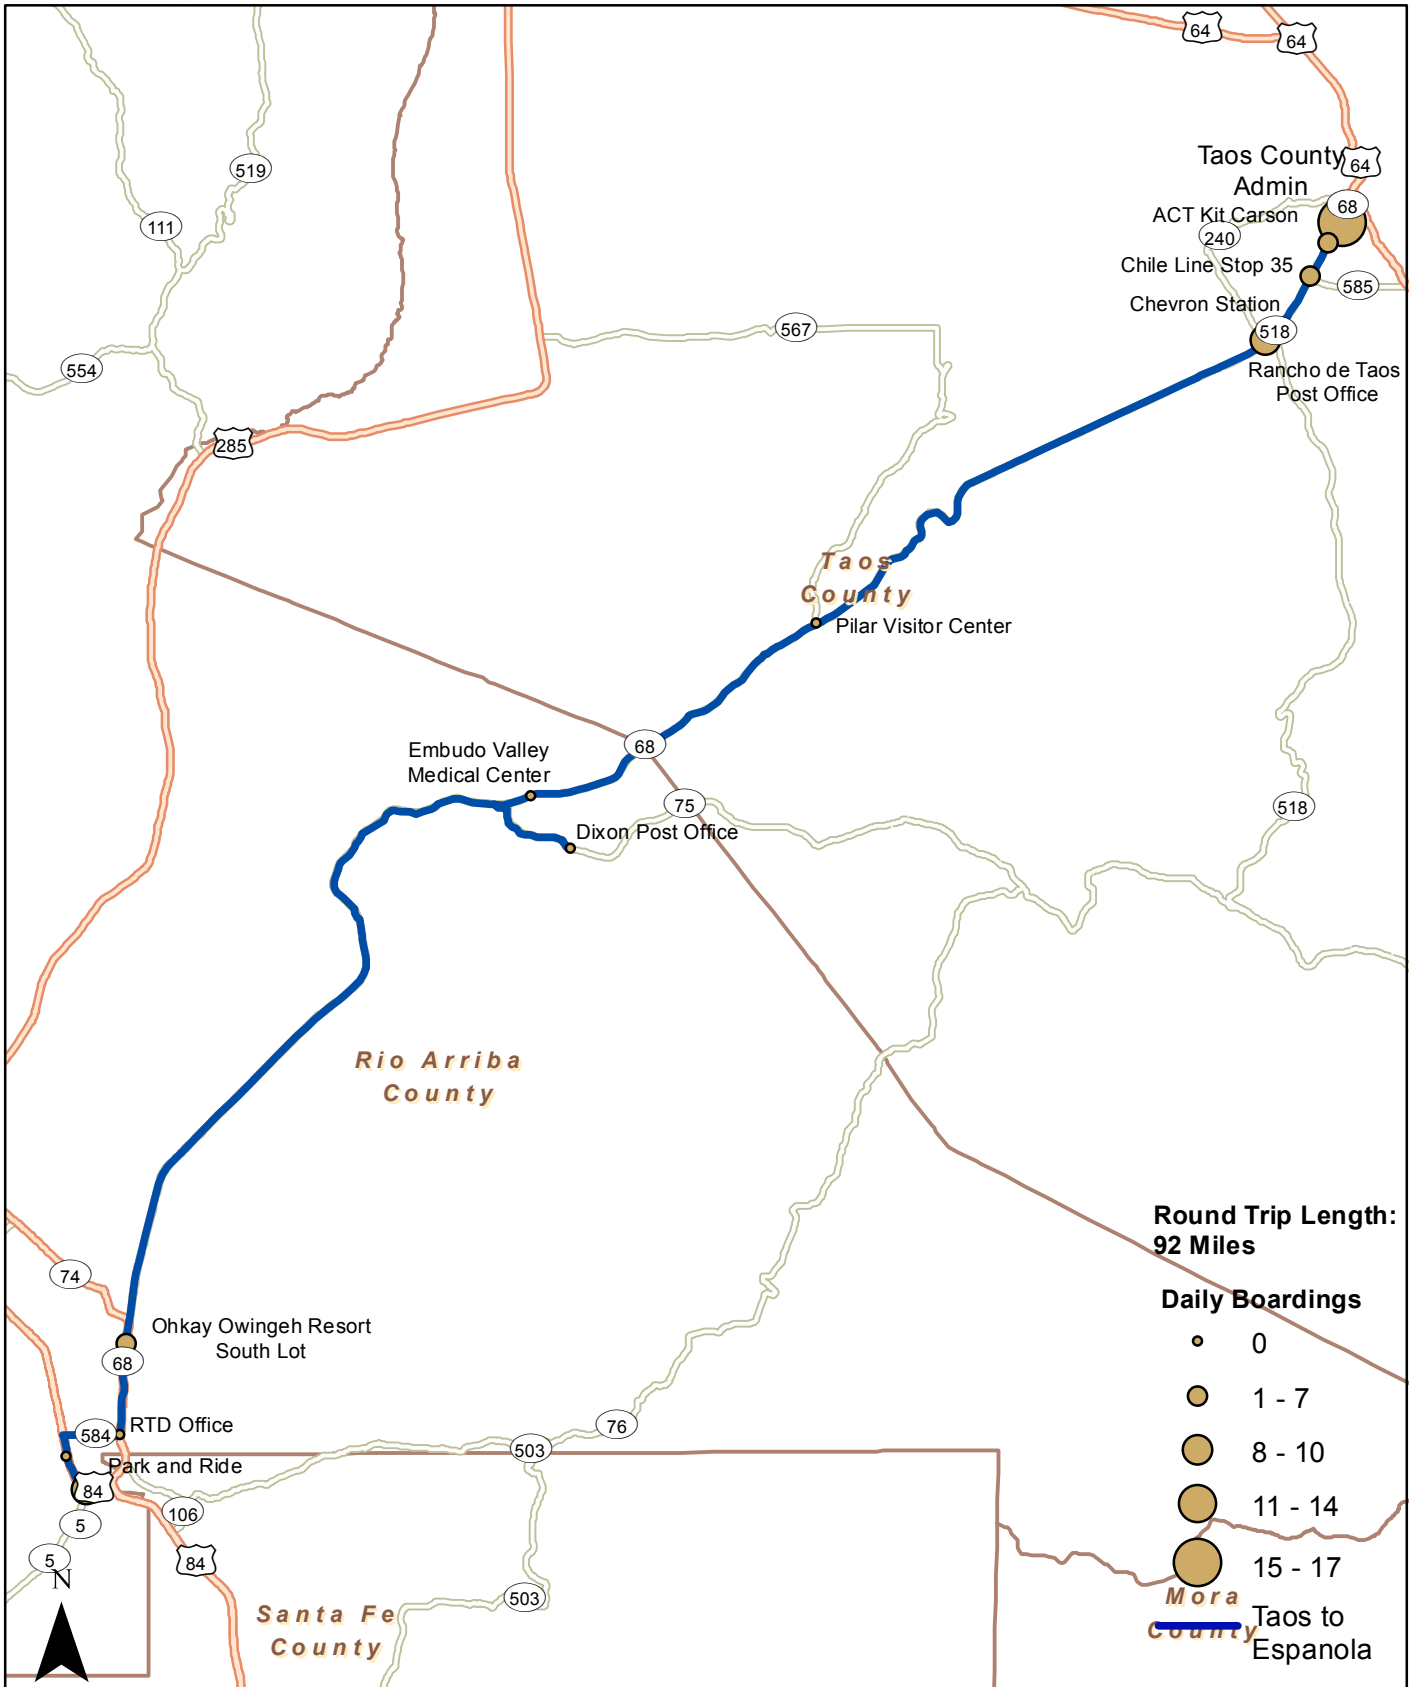 64
64
64
Taos County
Admin
68
ACT Kit Carson
240
Chile Line Stop 35
585
Chevron Station
518
Rancho de Taos
Post Office
519
111
567
554
285
Taos
County
Pilar Visitor Center
68
Embudo Valley
Medical Center
75
Dixon Post Office
518
Rio Arriba
County
Round Trip Length:
92 Miles
74
Daily Boardings
Ohkay Owingeh Resort
South Lot
68
0
1 - 7
RTD Office
584
76
503
8 - 10
Park and Ride
84
106
11 - 14
5
5
84
15 - 17
N
503
Mora
County
Santa Fe
County
Taos to
Espanola